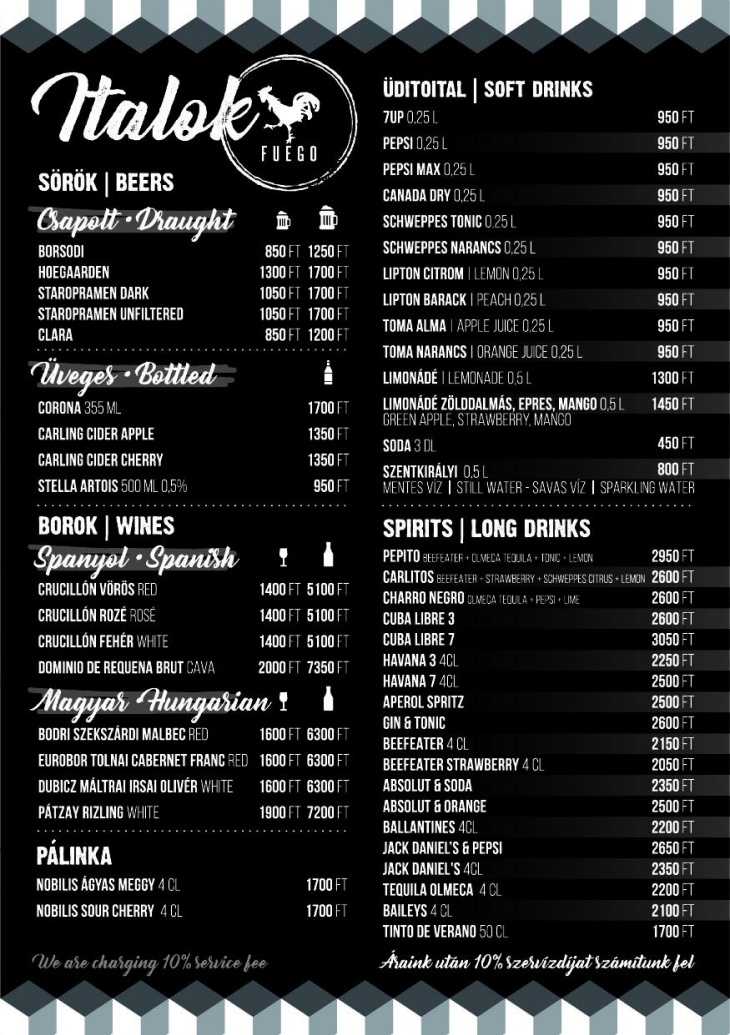 Italok
FUEGO
SÖRÖK | BEERS
Csapolt • Draught
BORSODI 850 FT 1250 FT
HOEGAARDEN 1300 FT 1700 FT
STAROPRAMEN DARK 1050 FT 1700 FT
STAROPRAMEN UNFILTERED 1050 FT 1700 FT
CLARA 850 FT 1200 FT
Üveges • Bottled
CORONA 355 ML 1700 FT
CARLING CIDER APPLE 1350 FT
CARLING CIDER CHERRY 1350 FT
STELLA ARTOIS 500 ML 0,5% 950 FT
BOROK | WINES
Spanyol • Spanish
CRUCILLÓN VÖRÖS RED 1400 FT 5100 FT
CRUCILLÓN ROZÉ ROSÉ 1400 FT 5100 FT
CRUCILLÓN FEHÉR WHITE 1400 FT 5100 FT
DOMINIO DE REQUENA BRUT CAVA 2000 FT 7350 FT
Magyar • Hungarian
BODRI SZEKSZÁRDI MALBEC RED 1600 FT 6300 FT
EUROBOR TOLNAI CABERNET FRANC RED 1600 FT 6300 FT
DUBICZ MÁLTRAI IRSAI OLIVÉR WHITE 1600 FT 6300 FT
PÁTZAY RIZLING WHITE 1900 FT 7200 FT
PÁLINKA
NOBILIS ÁGYAS MEGGY 4 CL 1700 FT
NOBILIS SOUR CHERRY 4 CL 1700 FT
We are charging 10% service fee
ÜDITOITAL | SOFT DRINKS
7UP 0,25 L 950 FT
PEPSI 0,25 L 950 FT
PEPSI MAX 0,25 L 950 FT
CANADA DRY 0,25 L 950 FT
SCHWEPPES TONIC 0,25 L 950 FT
SCHWEPPES NARANCS 0,25 L 950 FT
LIPTON CITROM | LEMON 0,25 L 950 FT
LIPTON BARACK | PEACH 0,25 L 950 FT
TOMA ALMA | APPLE JUICE 0,25 L 950 FT
TOMA NARANCS | ORANGE JUICE 0,25 L 950 FT
LIMONÁDÉ | LEMONADE 0,5 L 1300 FT
LIMONÁDÉ ZÖLDDALMÁS, EPRES, MANGO 0,5 L 1450 FT
GREEN APPLE, STRAWBERRY, MANGO
SODA 3 DL 450 FT
SZENTKIRÁLYI 0,5 L 800 FT
MENTES VÍZ | STILL WATER - SAVAS VÍZ | SPARKLING WATER
SPIRITS | LONG DRINKS
PEPITO BEEFEATER + OLMECA TEQUILA + TONIC + LEMON 2950 FT
CARLITOS BEEFEATER - STRAWBERRY + SCHWEPPES CITRUS + LEMON 2600 FT
CHARRO NEGRO OLMECA TEQUILA + PEPSI + LIME 2600 FT
CUBA LIBRE 3 2600 FT
CUBA LIBRE 7 3050 FT
HAVANA 3 4CL 2250 FT
HAVANA 7 4CL 2500 FT
APEROL SPRITZ 2500 FT
GIN & TONIC 2600 FT
BEEFEATER 4 CL 2150 FT
BEEFEATER STRAWBERRY 4 CL 2050 FT
ABSOLUT & SODA 2350 FT
ABSOLUT & ORANGE 2500 FT
BALLANTINES 4CL 2200 FT
JACK DANIEL'S & PEPSI 2650 FT
JACK DANIEL'S 4CL 2350 FT
TEQUILA OLMECA 4 CL 2200 FT
BAILEYS 4 CL 2100 FT
TINTO DE VERANO 50 CL 1700 FT
Áraink után 10% szervízdíjat számítunk fel